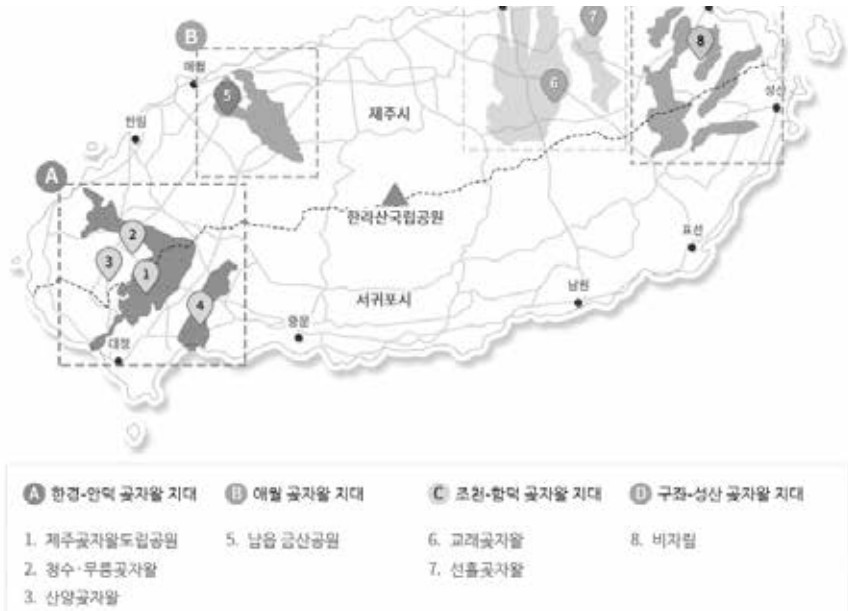 B
애월
7
8
5
6
성산
제주시
한림
A
한라산국립공원
2
표선
3
1
서귀포시
남원
4
중문
대정
A 한경-안덕 곶자왈 지대
B 애월 곶자왈 지대
C 조천-함덕 곶자왈 지대
D 구좌-성산 곶자왈 지대
1. 제주곶자왈도립공원
5. 납읍 금산공원
6. 교래곶자왈
8. 비자림
2. 청수·무릉곶자왈
7. 선흘곶자왈
3. 산양곶자왈